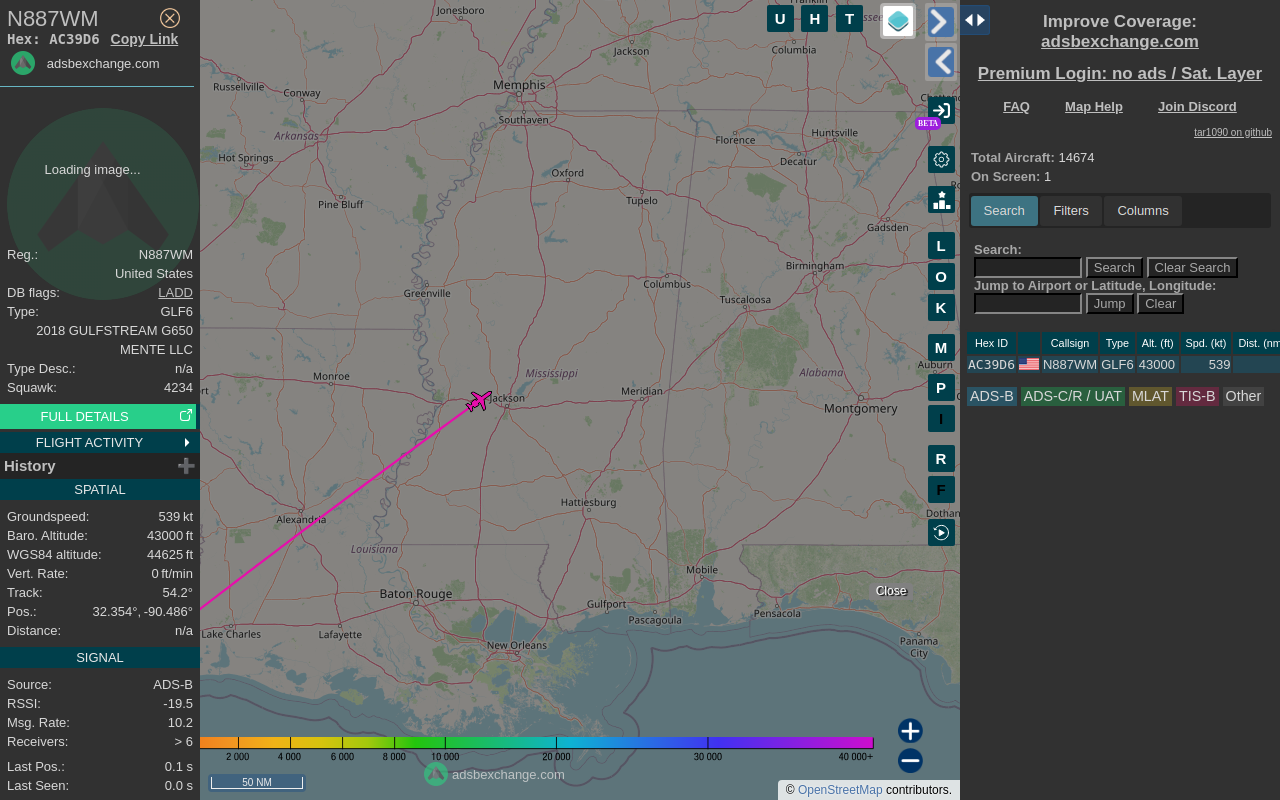 N887WM
Hex: AC39D6 Copy Link
adsbexchange.com
Loading image...
Reg.: N887WM
United States
DB flags: LADD
Type: GLF6
2018 GULFSTREAM G650
MENTE LLC
Type Desc.: n/a
Squawk: 4234
FULL DETAILS
FLIGHT ACTIVITY
History
SPATIAL
Groundspeed: 539 kt
Baro. Altitude: 43000 ft
WGS84 altitude: 44625 ft
Vert. Rate: 0 ft/min
Track: 54.2°
Pos.: 32.354°, -90.486°
Distance: n/a
SIGNAL
Source: ADS-B
RSSI: -19.5
Msg. Rate: 10.2
Receivers: > 6
Last Pos.: 0.1 s
Last Seen: 0.0 s
Jonesboro
Jackson
Columbia
Russellville
Conway
Memphis
Southaven
Arkansas
Hot Springs
Florence
Huntsville
Decatur
Oxford
Pine Bluff
Tupelo
Gadsden
Birmingham
Greenville
Columbus
Tuscaloosa
Monroe
Mississippi
Alabama
Auburn
Jackson
Meridian
Montgomery
Alexandria
Hattiesburg
Dothan
Louisiana
Mobile
Baton Rouge
Gulfport
Pascagoula
Pensacola
Lake Charles
Lafayette
New Orleans
Panama
City
U H T
BETA
L
O
K
M
P
I
R
F
Close
2 000 4 000 6 000 8 000 10 000 20 000 30 000 40 000+
50 NM
adsbexchange.com
© OpenStreetMap contributors.
Improve Coverage:
adsbexchange.com
Premium Login: no ads / Sat. Layer
FAQ Map Help Join Discord
tar1090 on github
Total Aircraft: 14674
On Screen: 1
Search Filters Columns
Search:
Search Clear Search
Jump to Airport or Latitude, Longitude:
Jump Clear
Hex ID Callsign Type Alt. (ft) Spd. (kt) Dist. (nm
AC39D6 N887WM GLF6 43000 539
ADS-B ADS-C/R / UAT MLAT TIS-B Other